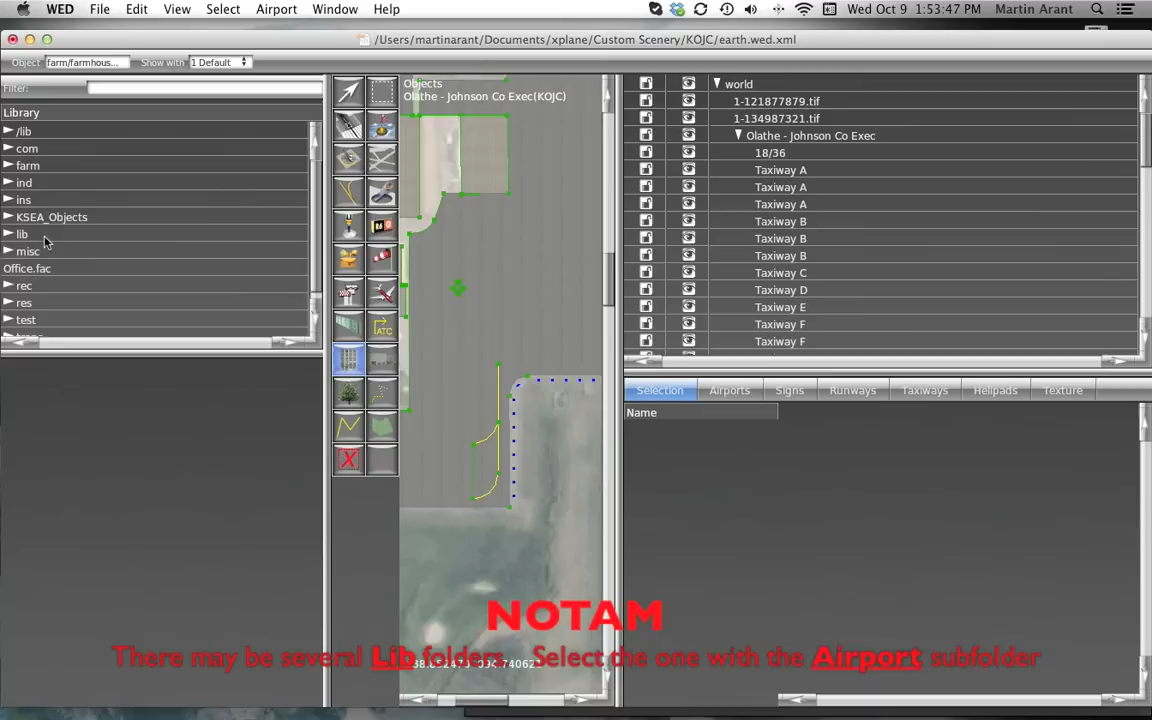 WED File Edit View Select Airport Window Help Wed Oct 9 1:53:47 PM Martin Arant
/Users/martinarant/Documents/xplane/Custom Scenery/KOJC/earth.wed.xml
Object farm/farmhous... Show with 1 Default
Filter:
Library
/lib
com
farm
ind
ins
KSEA_Objects
lib
misc
Office.fac
rec
res
test
Objects
Olathe - Johnson Co Exec(KOJC)
ATC
world
1-121877879.tif
1-134987321.tif
Olathe - Johnson Co Exec
18/36
Taxiway A
Taxiway A
Taxiway A
Taxiway B
Taxiway B
Taxiway B
Taxiway C
Taxiway D
Taxiway E
Taxiway F
Taxiway F
Selection Airports Signs Runways Taxiways Helipads Texture
Name
NOTAM
There may be several Lib folders. Select the one with the Airport subfolder